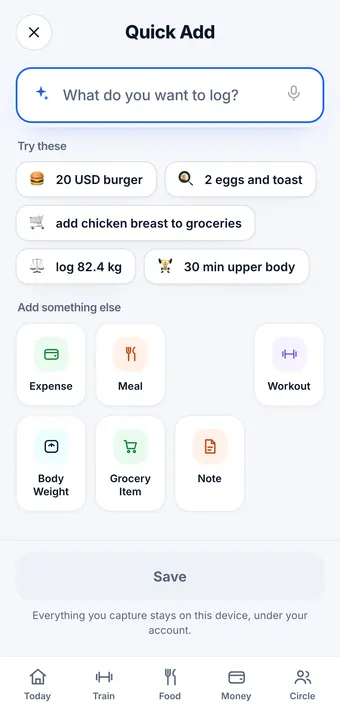 Quick Add
What do you want to log?
Try these
20 USD burger
2 eggs and toast
add chicken breast to groceries
log 82.4 kg
30 min upper body
Add something else
Expense
Meal
Workout
Body
Weight
Grocery
Item
Note
Save
Everything you capture stays on this device, under your
account.
Today
Train
Food
Money
Circle